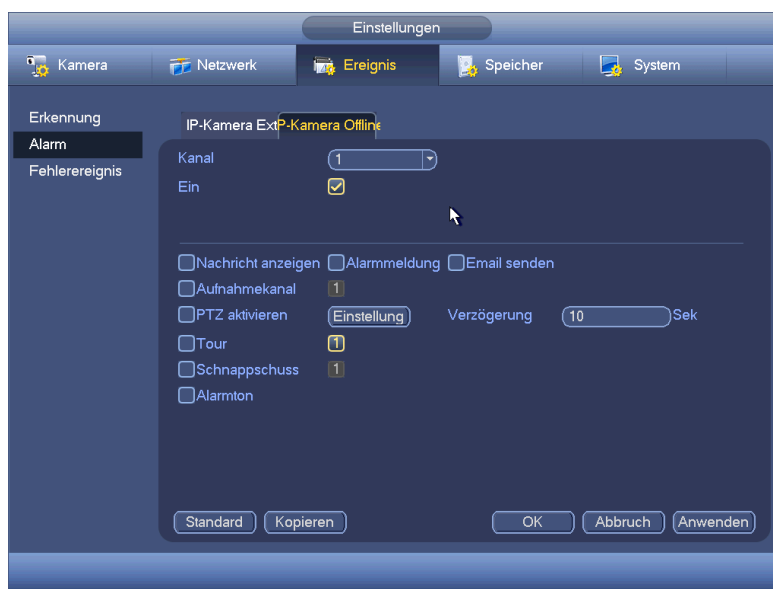 Einstellungen
Kamera Netzwerk Ereignis Speicher System
Erkennung
Alarm
Fehlerereignis
IP-Kamera Ext P-Kamera Offline
Kanal 1
Ein
Nachricht anzeigen Alarmmeldung Email senden
Aufnahmekanal 1
PTZ aktivieren Einstellung Verzögerung 10 Sek
Tour 1
Schnappschuss 1
Alarmton
Standard Kopieren OK Abbruch Anwenden